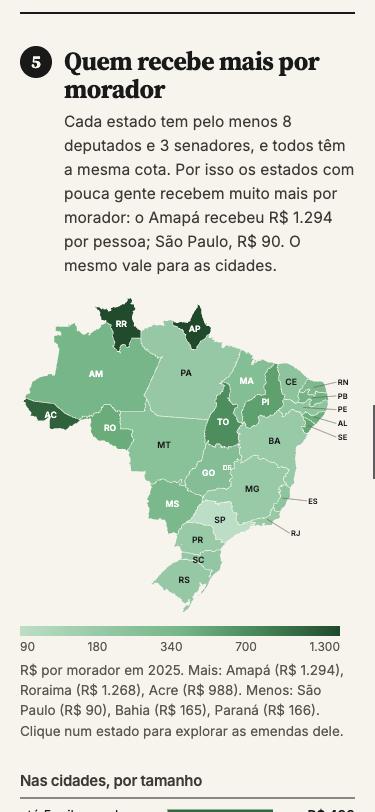 5 Quem recebe mais por
morador
Cada estado tem pelo menos 8
deputados e 3 senadores, e todos têm
a mesma cota. Por isso os estados com
pouca gente recebem muito mais por
morador: o Amapá recebeu R$ 1.294
por pessoa; São Paulo, R$ 90. O
mesmo vale para as cidades.
RR
AP
AM
PA
MA
CE
RN
PB
PE
AL
SE
PI
AC
RO
TO
MT
BA
GO
DF
MG
MS
ES
SP
RJ
PR
SC
RS
90 180 340 700 1.300
R$ por morador em 2025. Mais: Amapá (R$ 1.294),
Roraima (R$ 1.268), Acre (R$ 988). Menos: São
Paulo (R$ 90), Bahia (R$ 165), Paraná (R$ 166).
Clique num estado para explorar as emendas dele.
Nas cidades, por tamanho